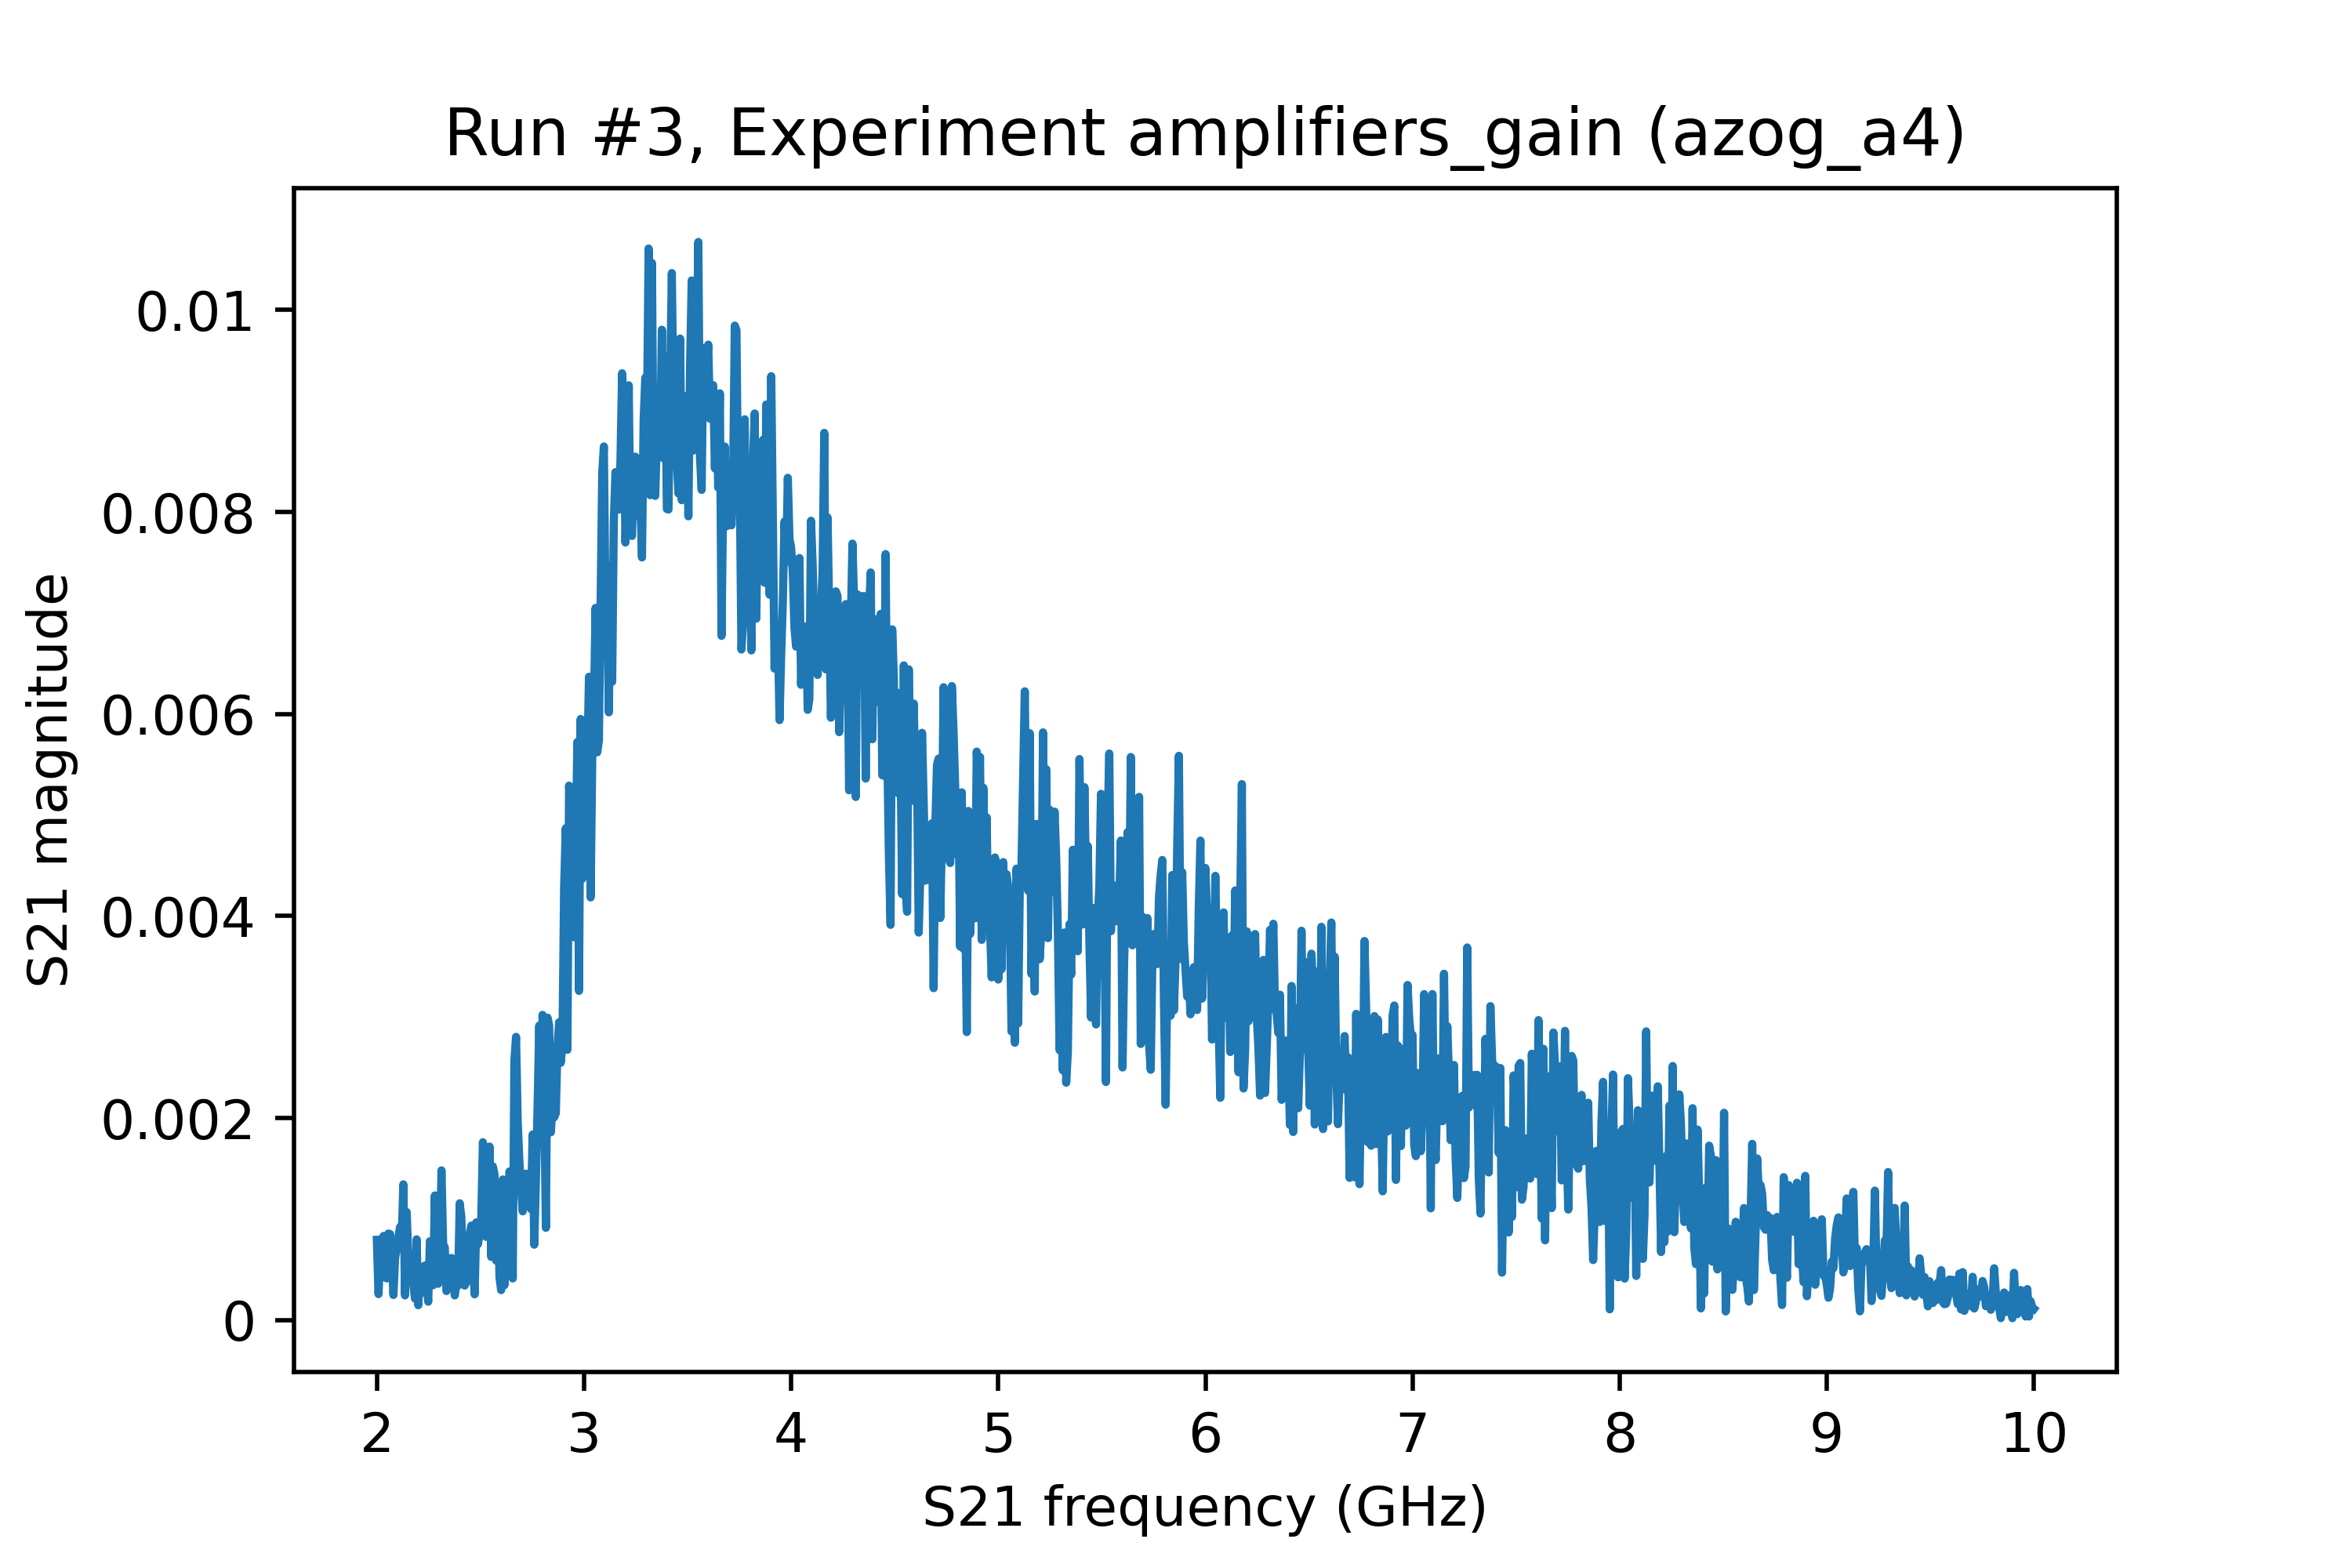 Run #3, Experiment amplifiers_gain (azog_a4)
0.01
0.008
0.006
0.004
0.002
0
S21 magnitude
2 3 4 5 6 7 8 9 10
S21 frequency (GHz)